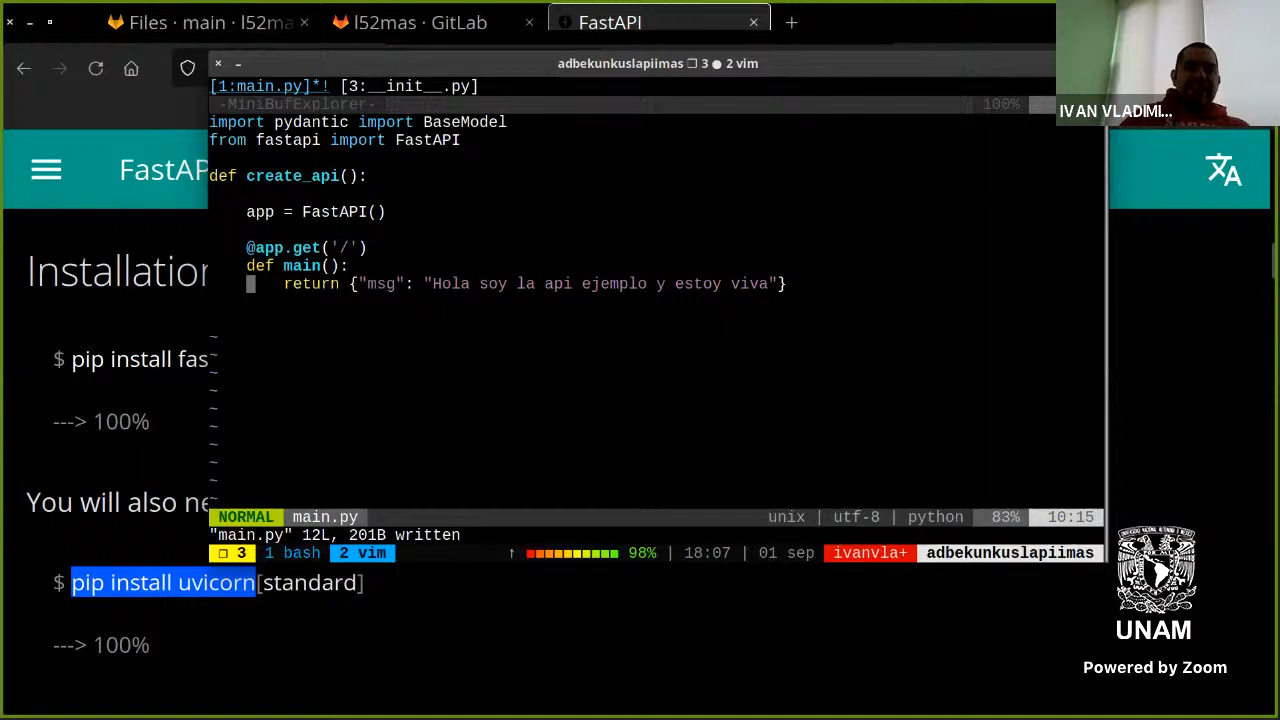 Files · main · l52ma
l52mas · GitLab
FastAPI
adbekunkuslapiimas ❐ 3 ● 2 vim
[1:main.py]*! [3:__init__.py]
-MiniBufExplorer-
100%
IVAN VLADIMI...
import pydantic import BaseModel
from fastapi import FastAPI
def create_api():
FastAP
app = FastAPI()
@app.get('/')
def main():
return {"msg": "Hola soy la api ejemplo y estoy viva"}
Installation
~
~
$ pip install fas
~
~
~
---> 100%
~
~
~
You will also ne
~
NORMAL main.py unix | utf-8 | python 83% 10:15
"main.py" 12L, 201B written
❐ 3 1 bash 2 vim ↑ 98% | 18:07 | 01 sep ivanvla+ adbekunkuslapiimas
$ pip install uvicorn[standard]
---> 100%
UNAM
Powered by Zoom